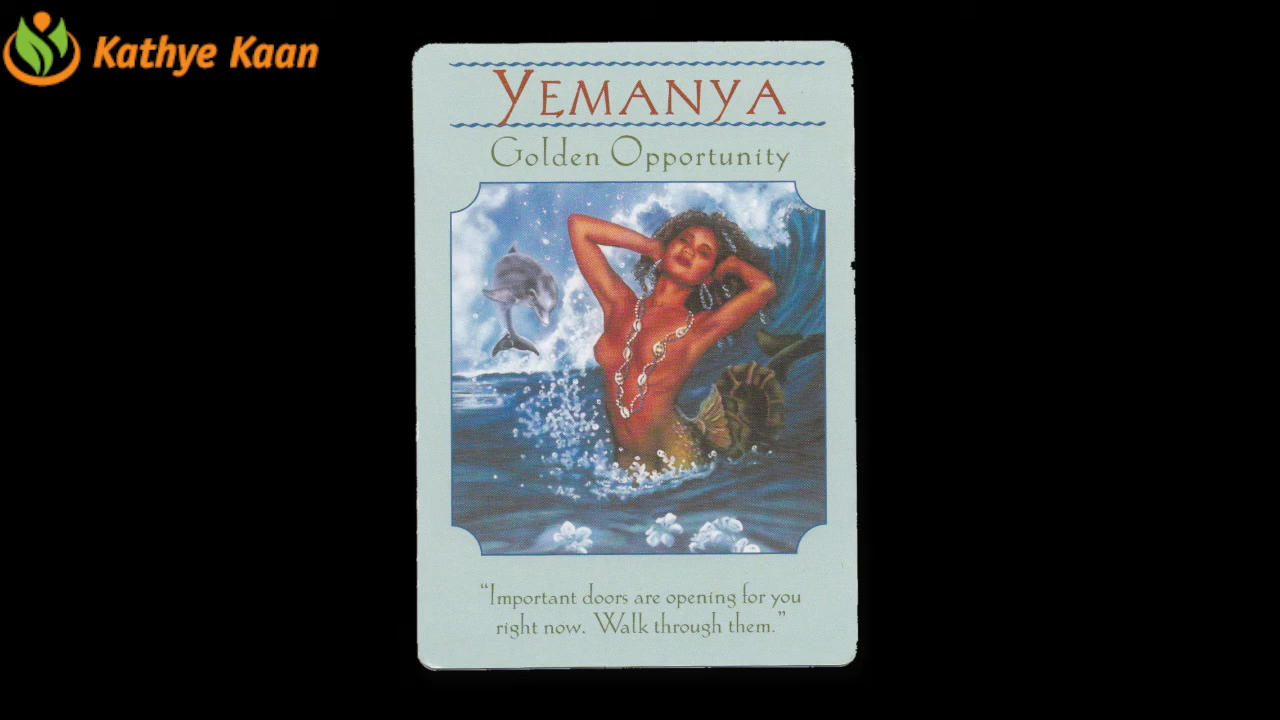 Kathye Kaan
YEMANYA
Golden Opportunity
“Important doors are opening for you
right now. Walk through them.”